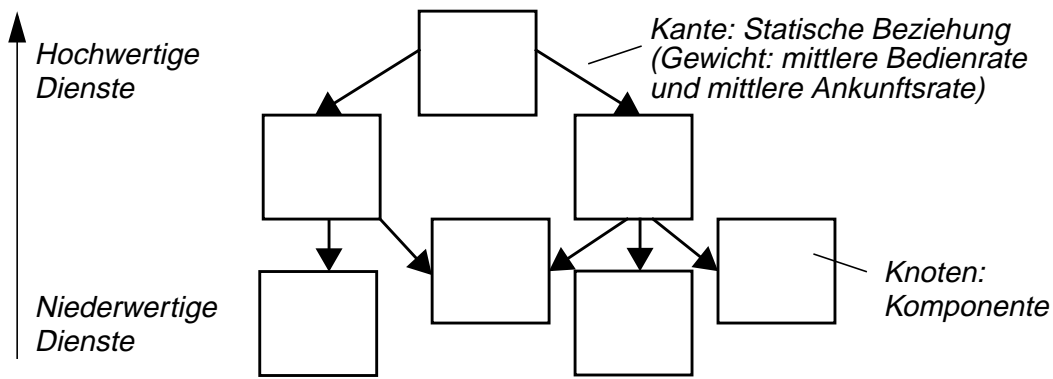 Hochwertige
Dienste
Kante: Statische Beziehung
(Gewicht: mittlere Bedienrate
und mittlere Ankunftsrate)
Niederwertige
Dienste
Knoten:
Komponente